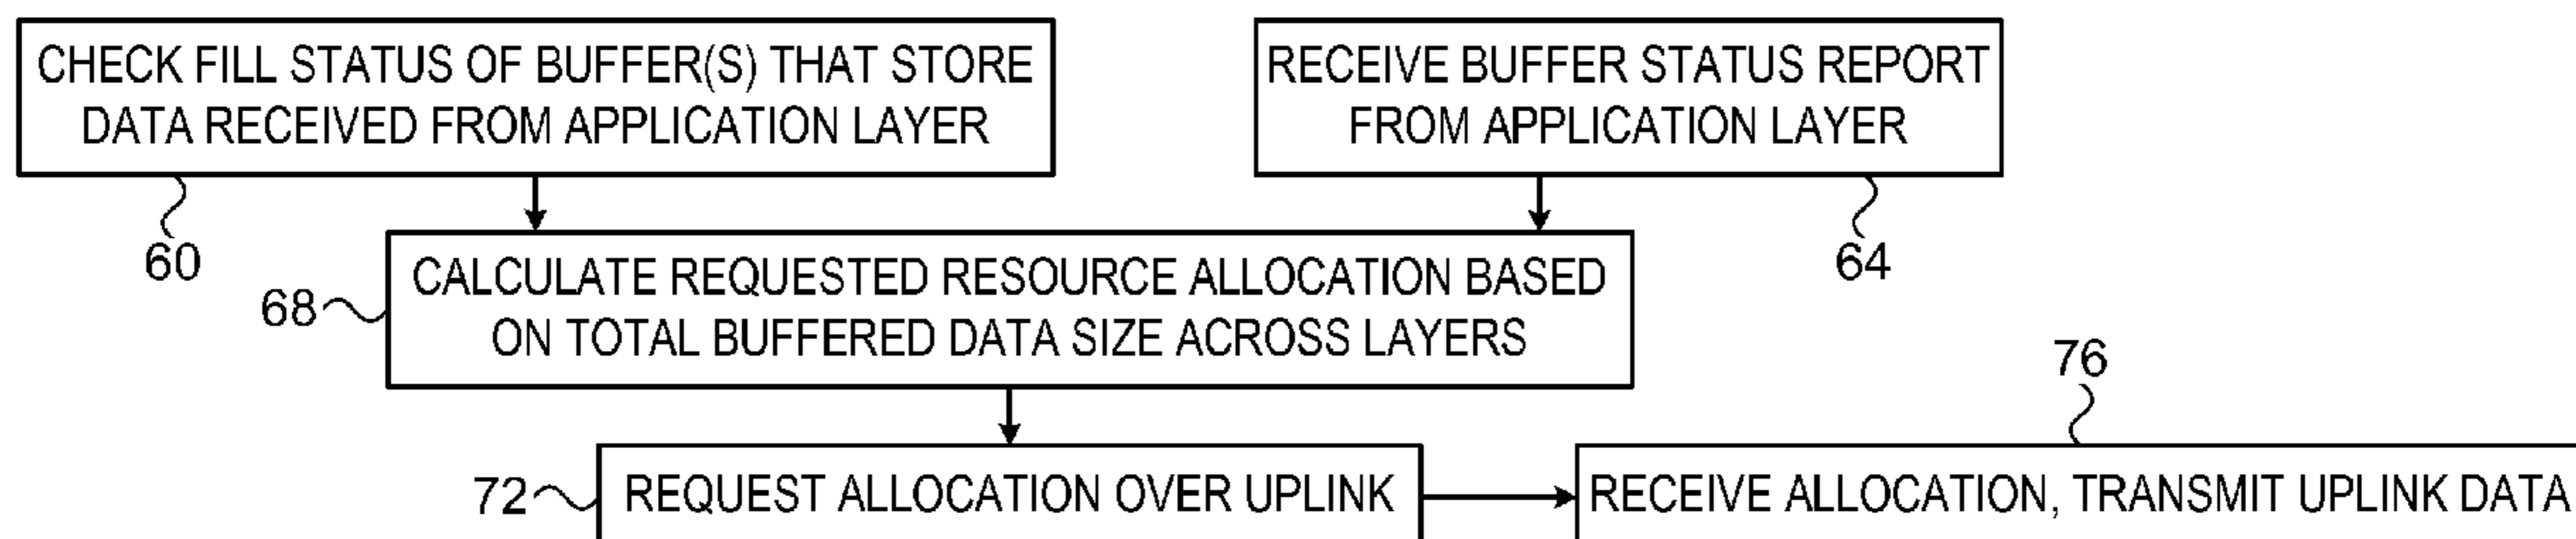 CHECK FILL STATUS OF BUFFER(S) THAT STORE
DATA RECEIVED FROM APPLICATION LAYER
RECEIVE BUFFER STATUS REPORT
FROM APPLICATION LAYER
60
64
68
CALCULATE REQUESTED RESOURCE ALLOCATION BASED
ON TOTAL BUFFERED DATA SIZE ACROSS LAYERS
76
72
REQUEST ALLOCATION OVER UPLINK
RECEIVE ALLOCATION, TRANSMIT UPLINK DATA